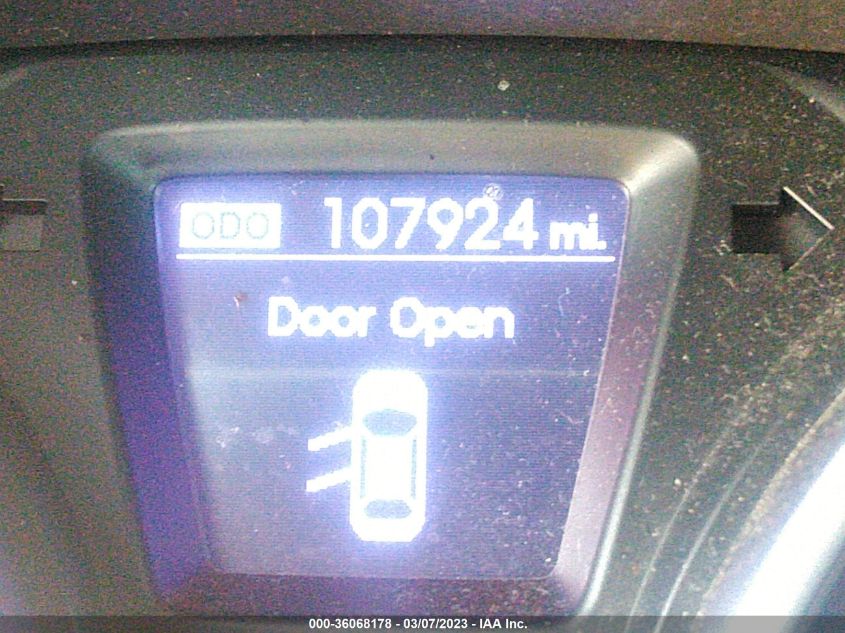 ODO 107924 mi.
Door Open
000-36068178 - 03/07/2023 - IAA Inc.